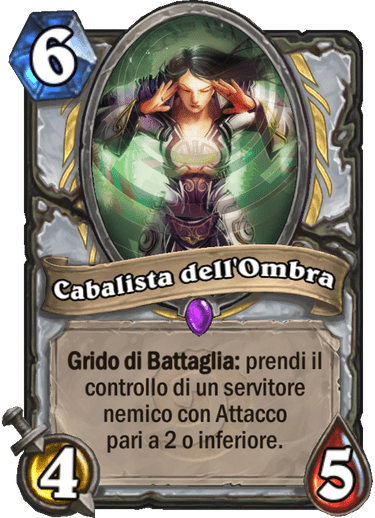 6
Cabalista dell'Ombra
Grido di Battaglia: prendi il
controllo di un servitore
nemico con Attacco
pari a 2 o inferiore.
4
5